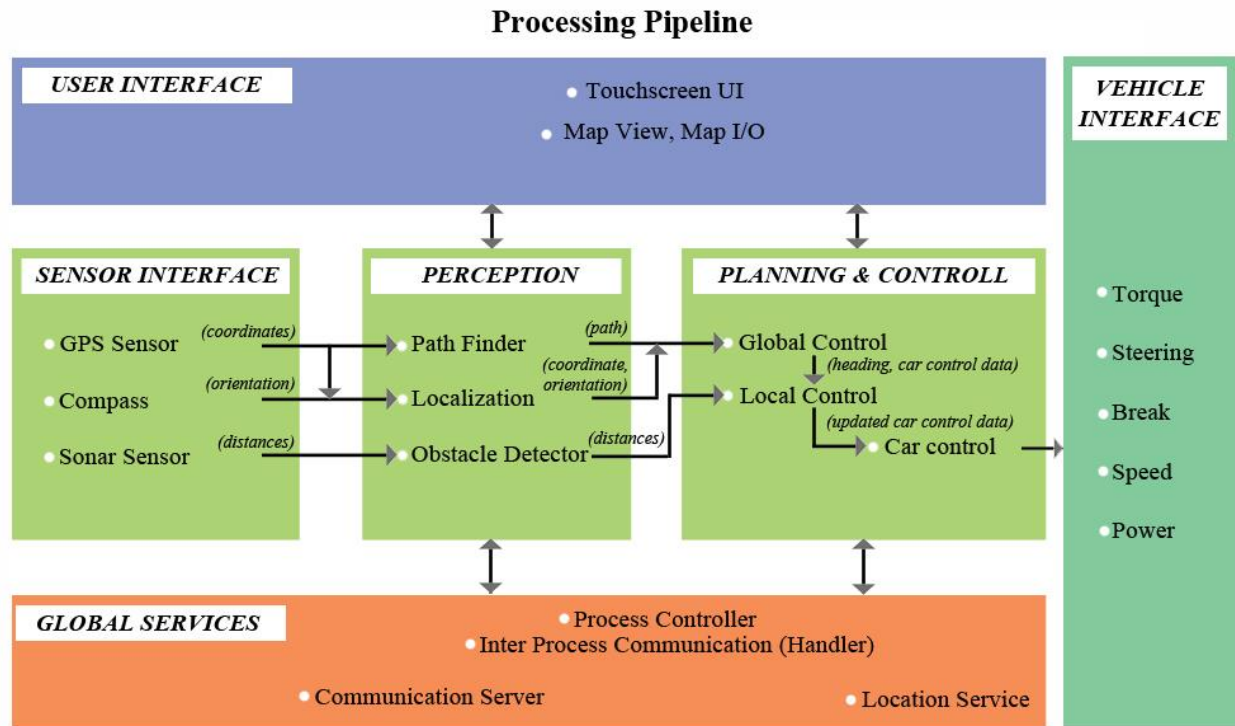 Processing Pipeline
USER INTERFACE
Touchscreen UI
Map View, Map I/O
VEHICLE
INTERFACE
SENSOR INTERFACE
GPS Sensor
(coordinates)
Compass
(orientation)
Sonar Sensor
(distances)
PERCEPTION
Path Finder
(path)
Localization
(coordinate,
orientation)
Obstacle Detector
(distances)
PLANNING & CONTROLL
Global Control
(heading, car control data)
Local Control
(updated car control data)
Car control
Torque
Steering
Break
Speed
Power
GLOBAL SERVICES
Process Controller
Inter Process Communication (Handler)
Communication Server
Location Service